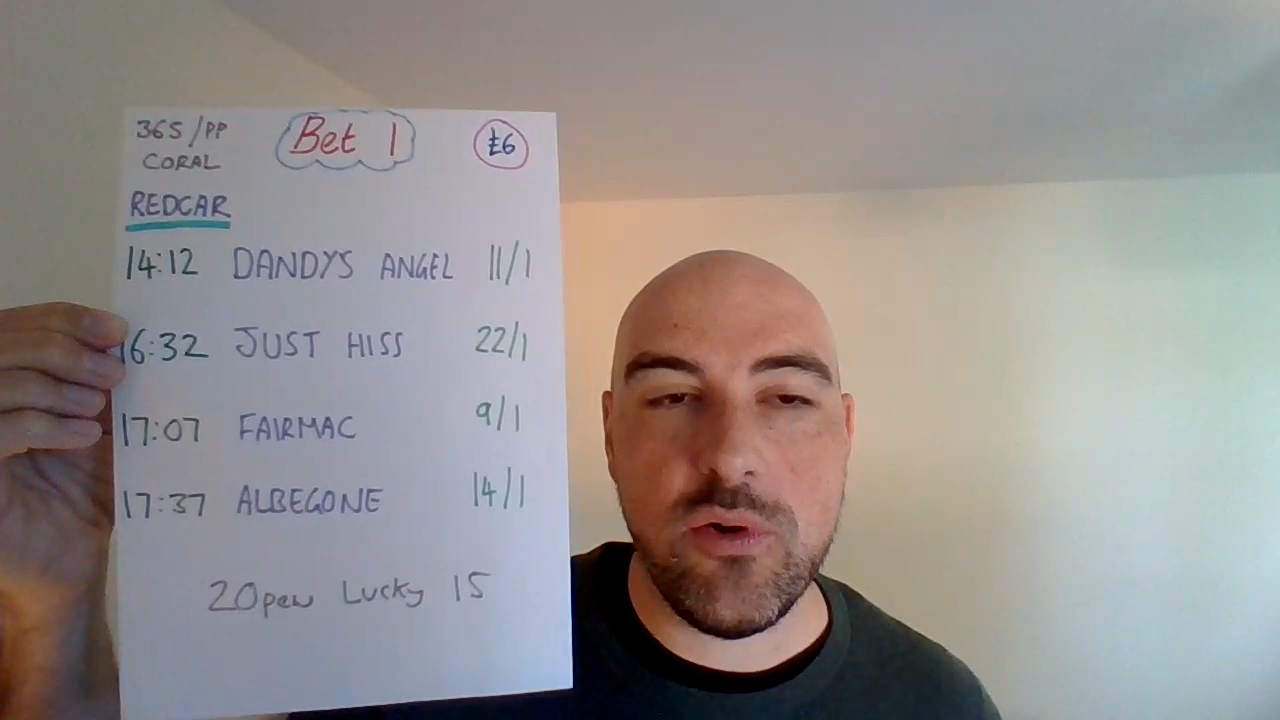 365/PP Bet 1 £6
CORAL
REDCAR
14:12 DANDYS ANGEL 11/1
16:32 JUST HISS 22/1
17:07 FAIRMAC 9/1
17:37 ALBEGONE 14/1
20pew Lucky 15